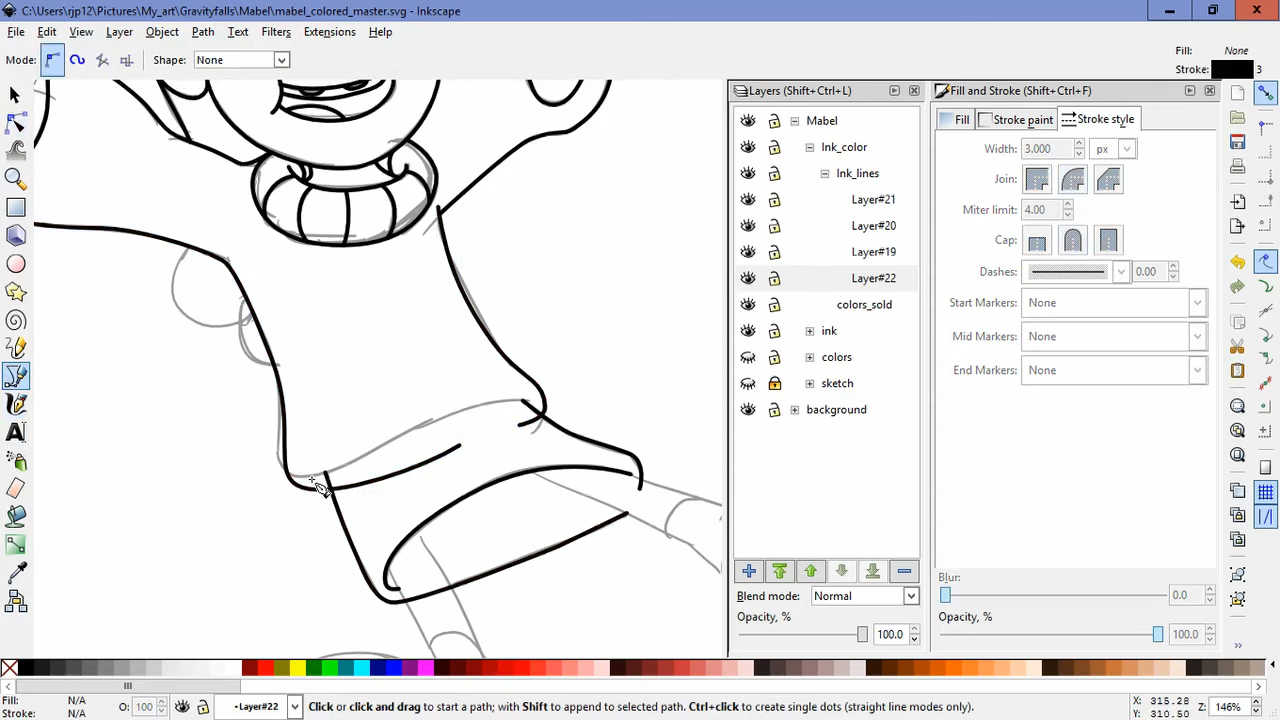 C:\Users\rjp12\Pictures\My_art\Gravityfalls\Mabel\mabel_colored_master.svg - Inkscape
File Edit View Layer Object Path Text Filters Extensions Help
Mode: Shape: None Fill: None
Stroke: 3
Layers (Shift+Ctrl+L) Fill and Stroke (Shift+Ctrl+F)
Mabel Fill Stroke paint Stroke style
Ink_color Width: 3.000 px
Ink_lines Join:
Layer#21 Miter limit: 4.00
Layer#20 Cap:
Layer#19 Dashes: 0.00
Layer#22 Start Markers: None
colors_sold
ink Mid Markers: None
colors End Markers: None
sketch
background
Blur:
Blend mode: Normal 0.0
Opacity, % Opacity, %
100.0 100.0
Fill: N/A O: 100 •Layer#22 Click or click and drag to start a path; with Shift to append to selected path. Ctrl+click to create single dots (straight line modes only). X: 315.28 Z: 146%
Stroke: N/A Y: 310.50